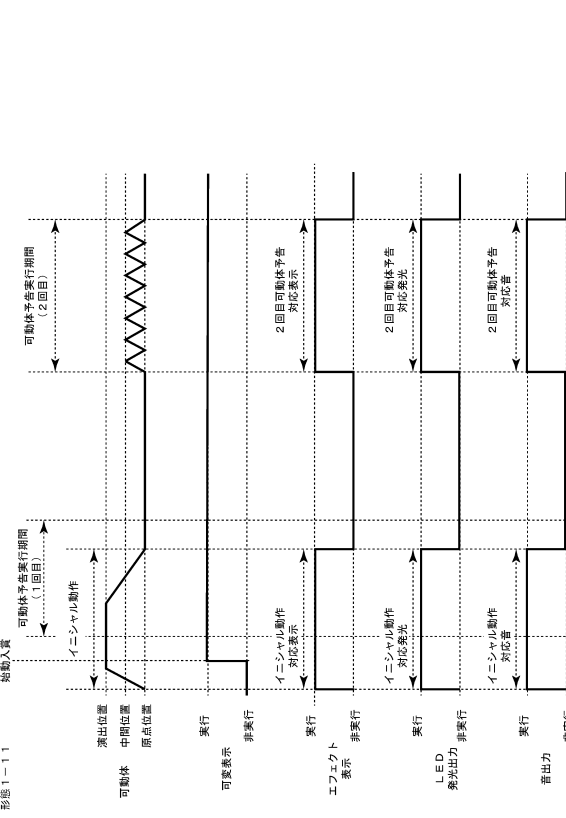 形態１－１１
始動入賞
可動体予告実行期間
（１回目）
可動体予告実行期間
（２回目）
イニシャル動作
可動体
演出位置
中間位置
原点位置
可変表示
実行
非実行
エフェクト
表示
実行
非実行
イニシャル動作
対応表示
２回目可動体予告
対応表示
ＬＥＤ
発光出力
実行
非実行
イニシャル動作
対応発光
２回目可動体予告
対応発光
音出力
実行
イニシャル動作
対応音
２回目可動体予告
対応音